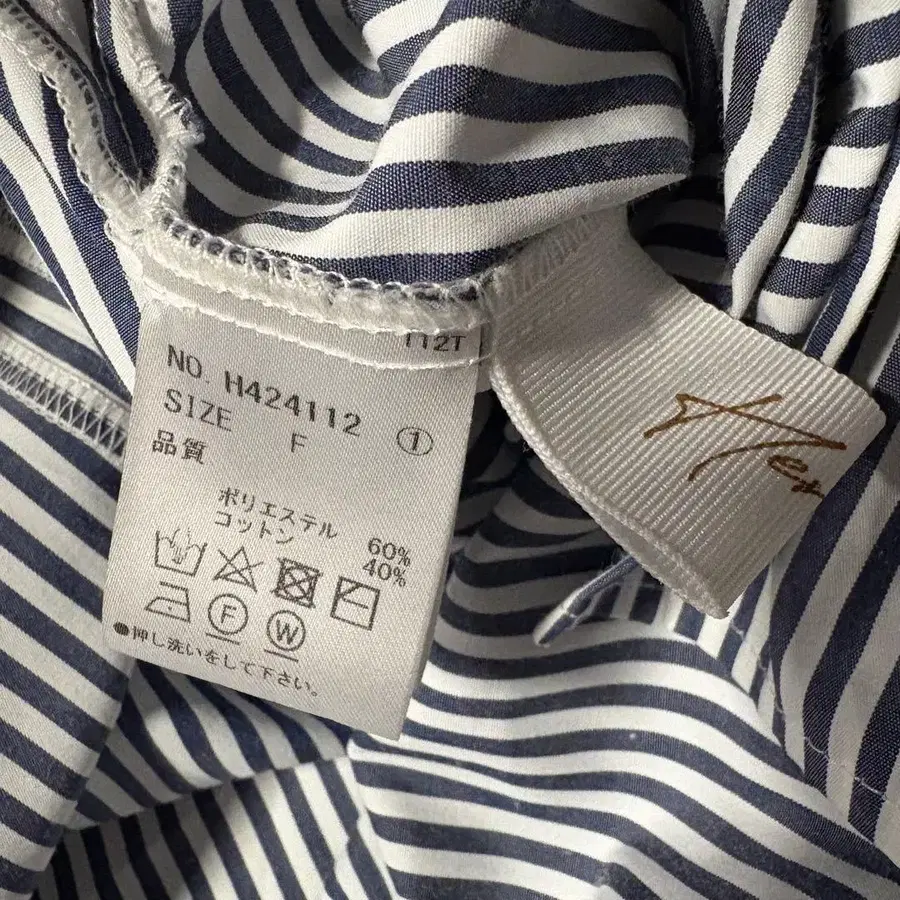 112T
NO. H424112 ①
SIZE F
品質
ポリエステル 60%
コットン 40%
F W
●押し洗いをして下さい。